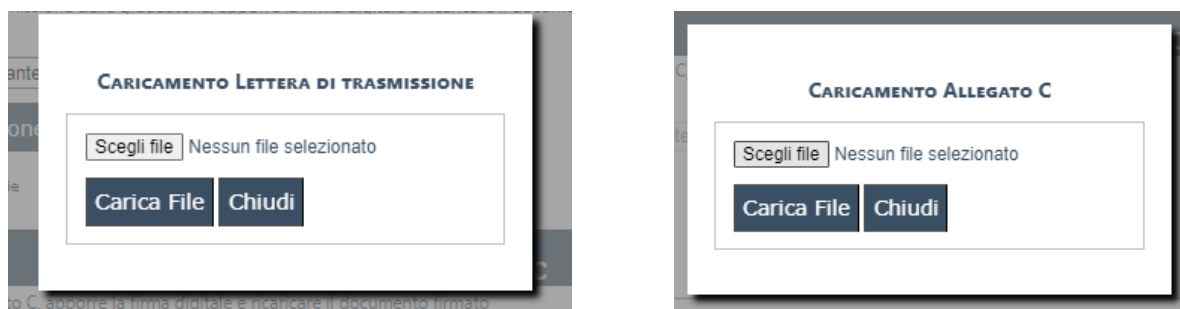 CARICAMENTO LETTERA DI TRASMISSIONE
Scegli file Nessun file selezionato
Carica File Chiudi
to C, apporre la firma digitale e ricaricare il documento firmato
CARICAMENTO ALLEGATO C
Scegli file Nessun file selezionato
Carica File Chiudi